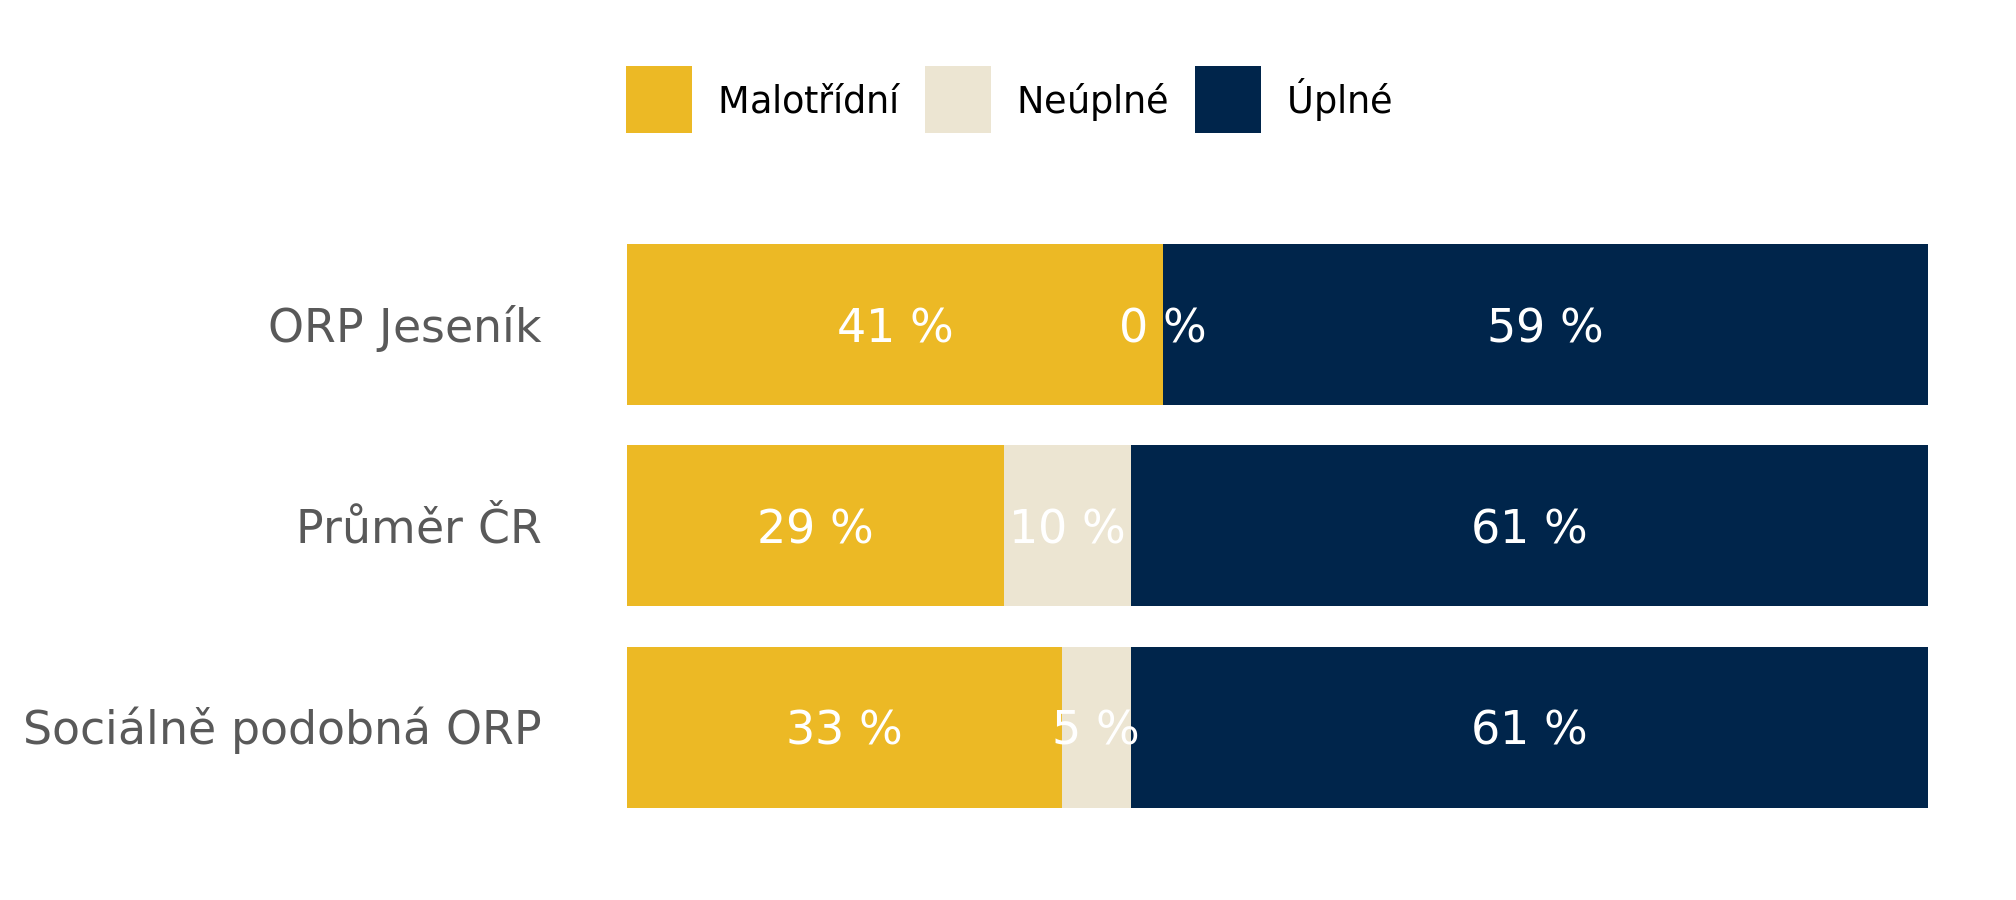 Malotřídní Neúplné Úplné
ORP Jeseník 41 % 0 % 59 %
Průměr ČR 29 % 10 % 61 %
Sociálně podobná ORP 33 % 5 % 61 %